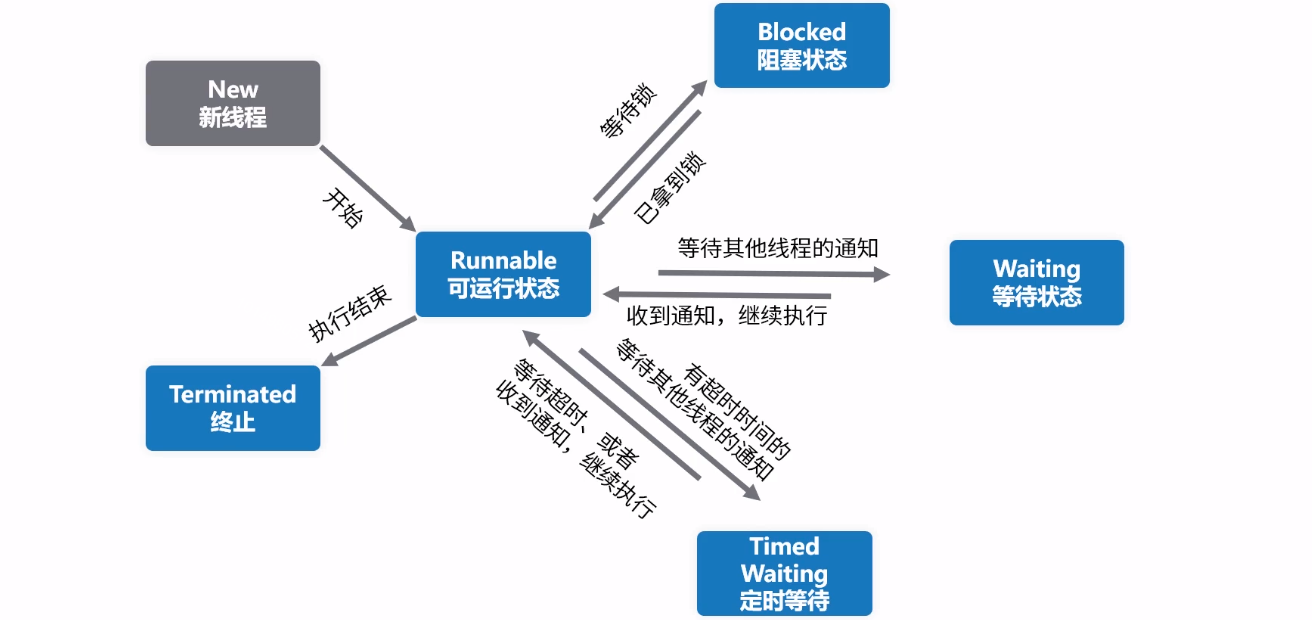 Blocked
阻塞状态
New
新线程
等待锁
已拿到锁
开始
等待其他线程的通知
Runnable
可运行状态
Waiting
等待状态
收到通知，继续执行
执行结束
有超时时间的
等待其他线程的通知
等待超时、或者
收到通知，继续执行
Terminated
终止
Timed
Waiting
定时等待